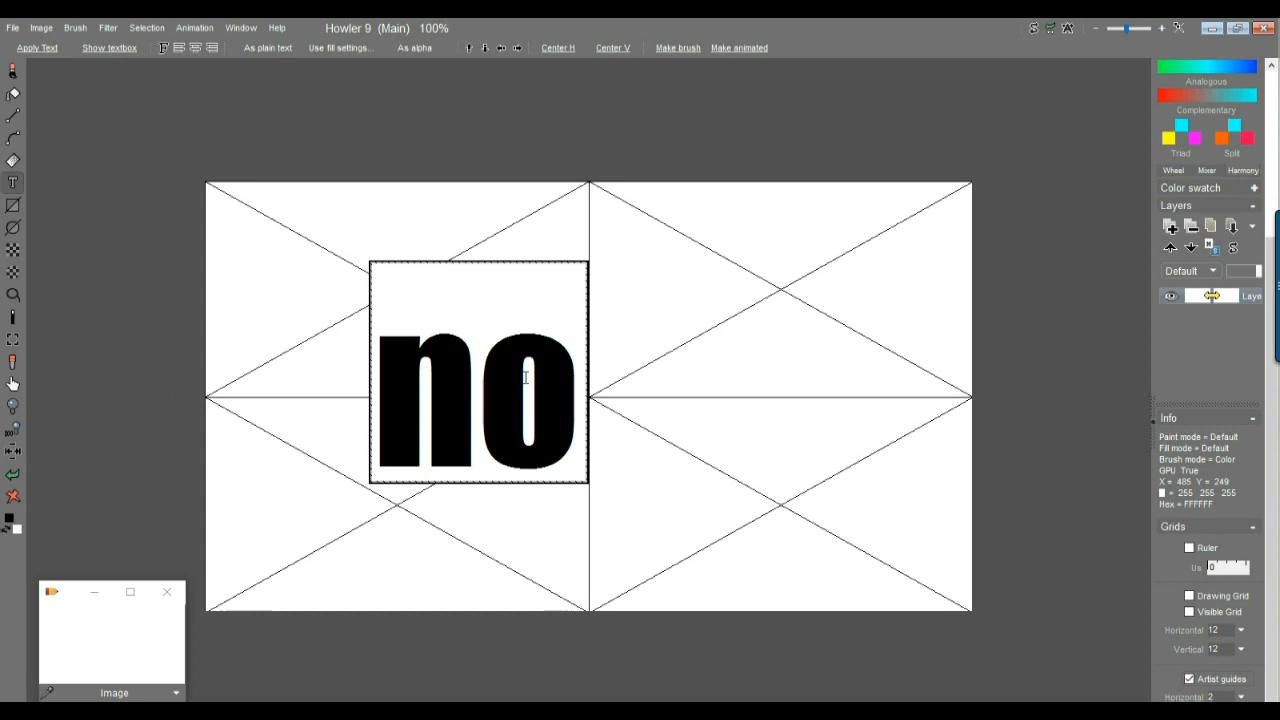 File Image Brush Filter Selection Animation Window Help Howler 9 (Main) 100%
Apply Text Show textbox F As plain text Use fill settings... As alpha Center H Center V Make brush Make animated
Analogous
Complementary
Triad Split
Wheel Mixer Harmony
Color swatch
Layers
Default
Laye
no
Info
Paint mode = Default
Fill mode = Default
Brush mode = Color
GPU True
X = 485 Y = 249
= 255 255 255
Hex = FFFFFF
Grids
Ruler
Us 0
Drawing Grid
Visible Grid
Horizontal 12
Vertical 12
Artist guides
Horizontal 2
Image